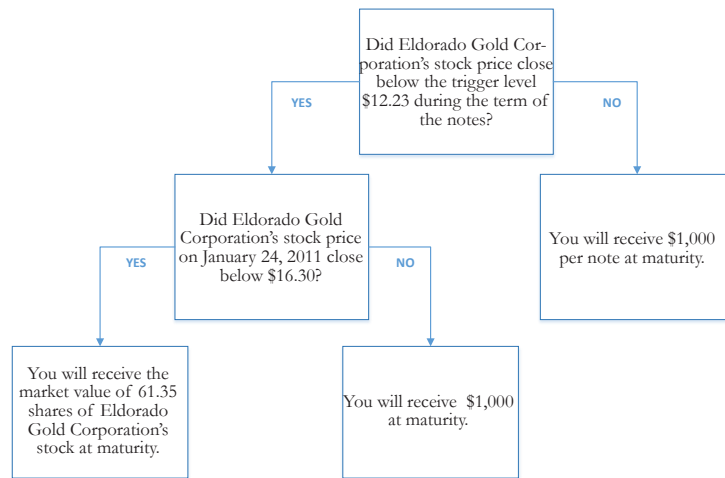 Did Eldorado Gold Cor-
poration’s stock price close
below the trigger level
$12.23 during the term of
the notes?
YES
NO
Did Eldorado Gold
Corporation’s stock price
on January 24, 2011 close
below $16.30?
You will receive $1,000
per note at maturity.
YES
NO
You will receive the
market value of 61.35
shares of Eldorado
Gold Corporation’s
stock at maturity.
You will receive $1,000
at maturity.